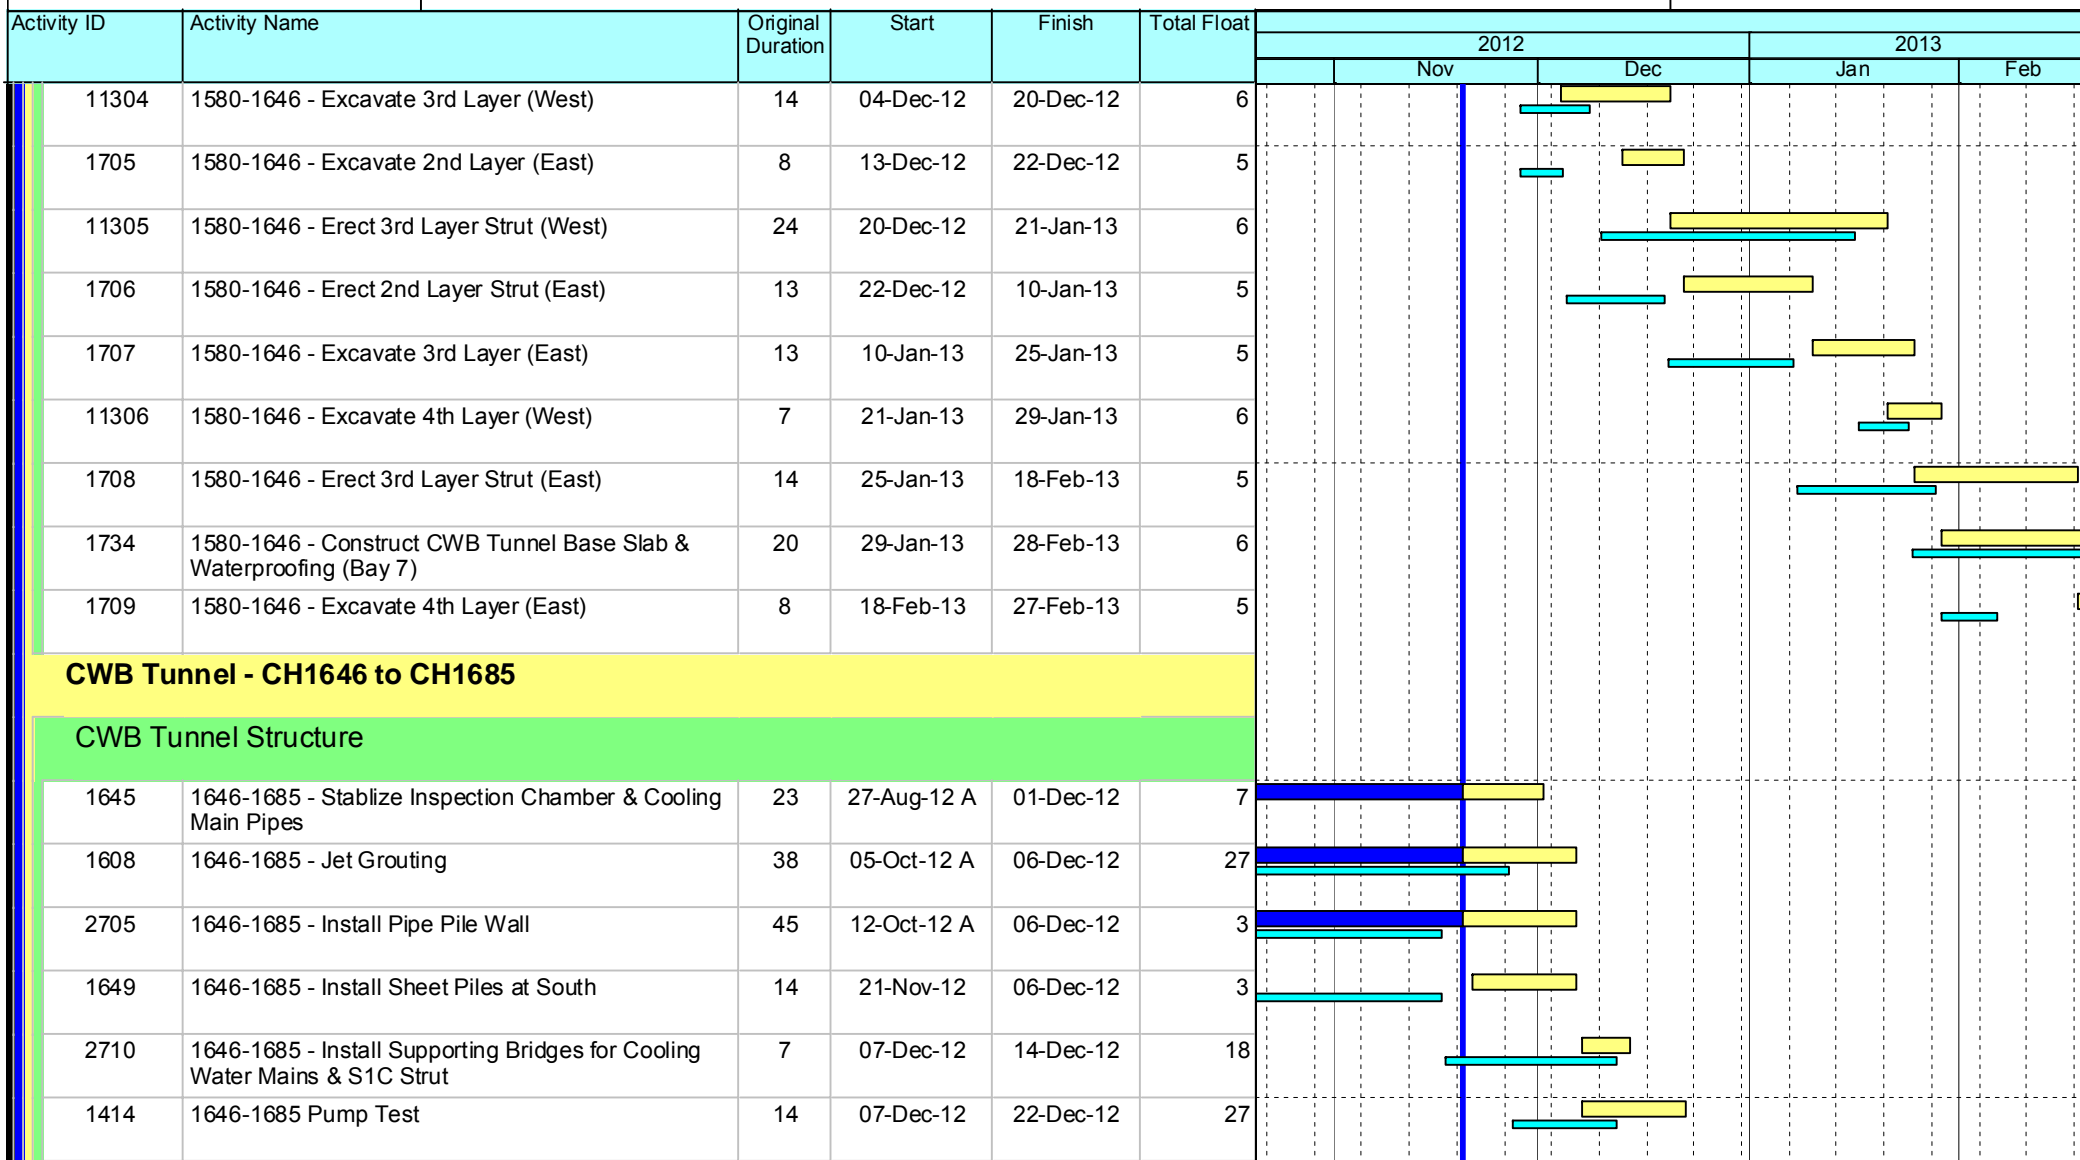 Activity ID Activity Name Original Duration Start Finish Total Float
2012 2013
Nov Dec Jan Feb
11304 1580-1646 - Excavate 3rd Layer (West) 14 04-Dec-12 20-Dec-12 6
1705 1580-1646 - Excavate 2nd Layer (East) 8 13-Dec-12 22-Dec-12 5
11305 1580-1646 - Erect 3rd Layer Strut (West) 24 20-Dec-12 21-Jan-13 6
1706 1580-1646 - Erect 2nd Layer Strut (East) 13 22-Dec-12 10-Jan-13 5
1707 1580-1646 - Excavate 3rd Layer (East) 13 10-Jan-13 25-Jan-13 5
11306 1580-1646 - Excavate 4th Layer (West) 7 21-Jan-13 29-Jan-13 6
1708 1580-1646 - Erect 3rd Layer Strut (East) 14 25-Jan-13 18-Feb-13 5
1734 1580-1646 - Construct CWB Tunnel Base Slab & 20 29-Jan-13 28-Feb-13 6
Waterproofing (Bay 7)
1709 1580-1646 - Excavate 4th Layer (East) 8 18-Feb-13 27-Feb-13 5
CWB Tunnel - CH1646 to CH1685
CWB Tunnel Structure
1645 1646-1685 - Stablize Inspection Chamber & Cooling 23 27-Aug-12 A 01-Dec-12 7
Main Pipes
1608 1646-1685 - Jet Grouting 38 05-Oct-12 A 06-Dec-12 27
2705 1646-1685 - Install Pipe Pile Wall 45 12-Oct-12 A 06-Dec-12 3
1649 1646-1685 - Install Sheet Piles at South 14 21-Nov-12 06-Dec-12 3
2710 1646-1685 - Install Supporting Bridges for Cooling 7 07-Dec-12 14-Dec-12 18
Water Mains & S1C Strut
1414 1646-1685 Pump Test 14 07-Dec-12 22-Dec-12 27